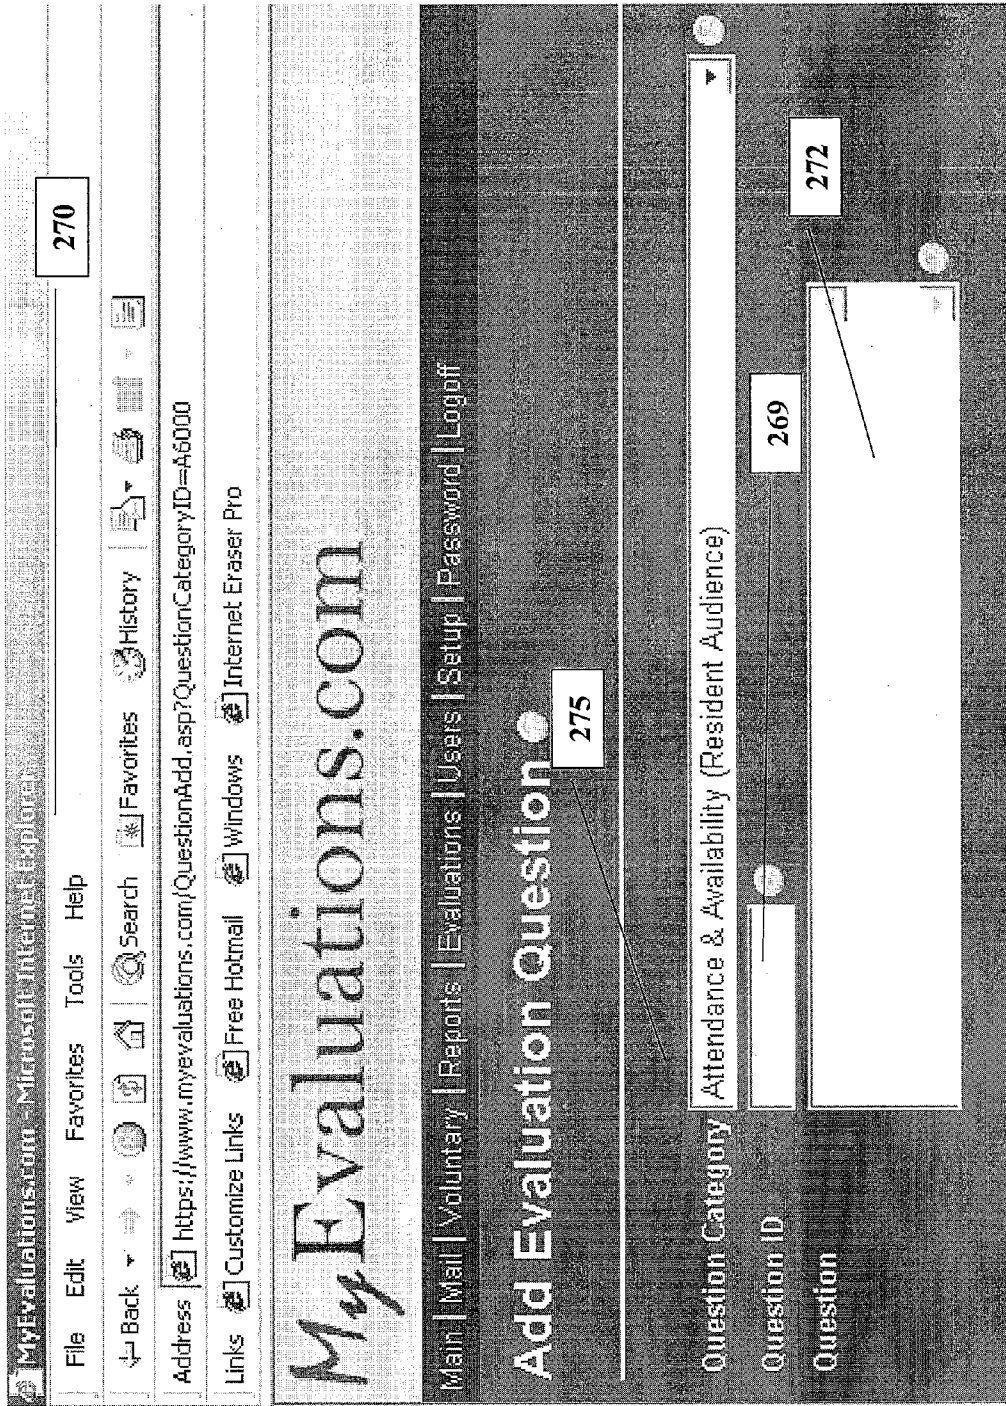 MyEvaluations.com - Microsoft Internet Explorer
270
File Edit View Favorites Tools Help
Back Search Favorites History
Address https://www.myevaluations.com/QuestionAdd.asp?QuestionCategoryID=A6000
Links Customize Links Free Hotmail Windows Internet Eraser Pro
MyEvaluations.com
Main | Mail | Voluntary | Reports | Evaluations | Users | Setup | Password | Logoff
Add Evaluation Question
275
Question Category Attendance & Availability (Resident Audience)
Question ID
269
272
Question